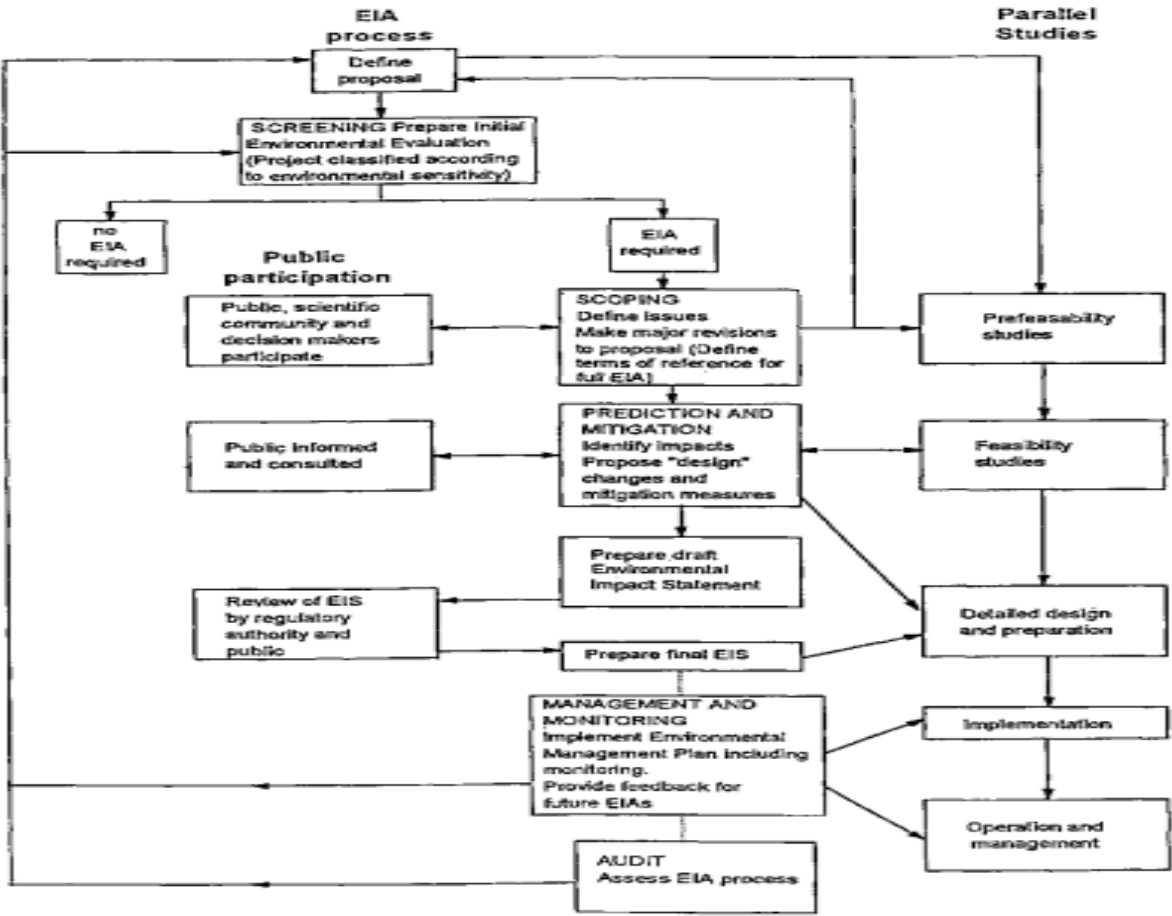 EIA
process
Parallel
Studies
Define
proposal
SCREENING Prepare Initial
Environmental Evaluation
(Project classified according
to environmental sensitivity)
no
EIA
required
EIA
required
Public
participation
Public, scientific
community and
decision makers
participate
SCOPING
Define issues
Make major revisions
to proposal (Define
terms of reference for
full EIA)
Prefeasability
studies
Public informed
and consulted
PREDICTION AND
MITIGATION
Identify impacts
Propose "design"
changes and
mitigation measures
Feasibility
studies
Prepare draft
Environmental
Impact Statement
Review of EIS
by regulatory
authority and
public
Detailed design
and preparation
Prepare final EIS
MANAGEMENT AND
MONITORING
Implement Environmental
Management Plan including
monitoring.
Provide feedback for
future EIAs
Implementation
Operation and
management
AUDIT
Assess EIA process